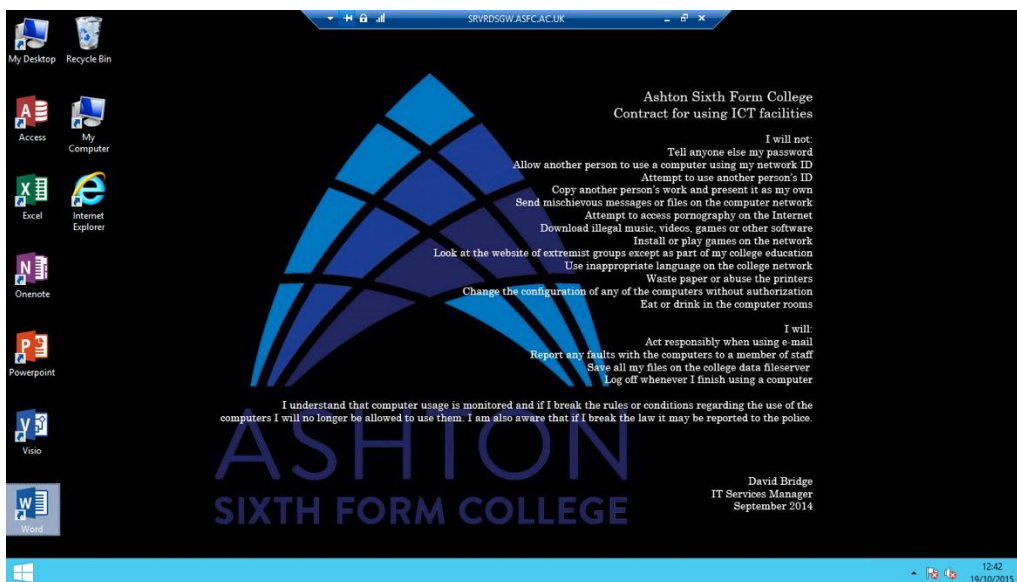 SRVRDSGW.ASFC.AC.UK
My Desktop
Recycle Bin
Access
My
Computer
Excel
Internet
Explorer
Onenote
Powerpoint
Visio
Word
Ashton Sixth Form College
Contract for using ICT facilities
I will not:
Tell anyone else my password
Allow another person to use a computer using my network ID
Attempt to use another person's ID
Copy another person's work and present it as my own
Send mischievous messages or files on the computer network
Attempt to access pornography on the Internet
Download illegal music, videos, games or other software
Install or play games on the network
Look at the website of extremist groups except as part of my college education
Use inappropriate language on the college network
Waste paper or abuse the printers
Change the configuration of any of the computers without authorization
Eat or drink in the computer rooms
I will:
Act responsibly when using e-mail
Report any faults with the computers to a member of staff
Save all my files on the college data fileserver
Log off whenever I finish using a computer
I understand that computer usage is monitored and if I break the rules or conditions regarding the use of the
computers I will no longer be allowed to use them. I am also aware that if I break the law it may be reported to the police.
ASHTON
SIXTH FORM COLLEGE
David Bridge
IT Services Manager
September 2014
12:42
19/10/2015